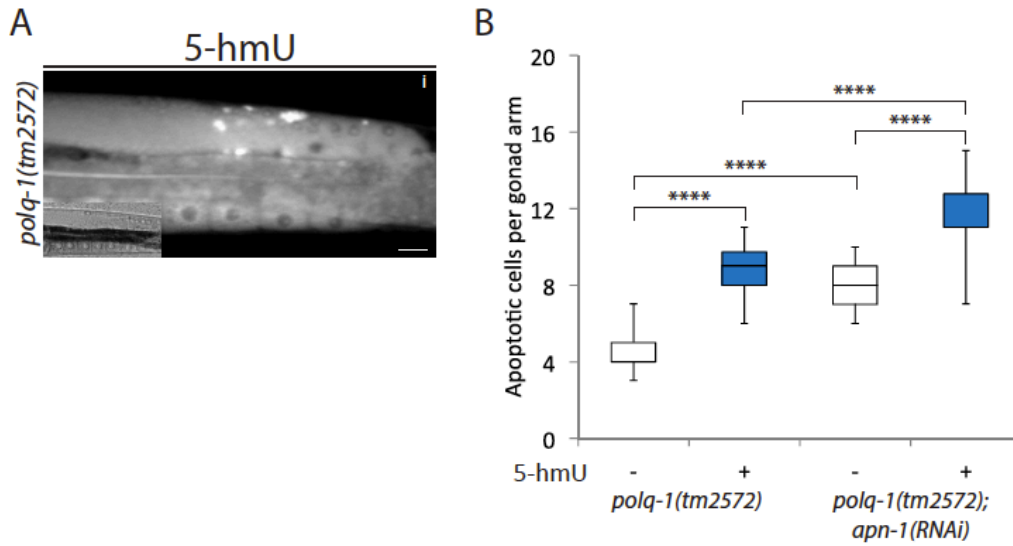 A
5-hmU
polq-1(tm2572)
i
B
Apoptotic cells per gonad arm
20
16
12
8
4
0
****
****
****
****
5-hmU - + - +
polq-1(tm2572) polq-1(tm2572);
apn-1(RNAi)